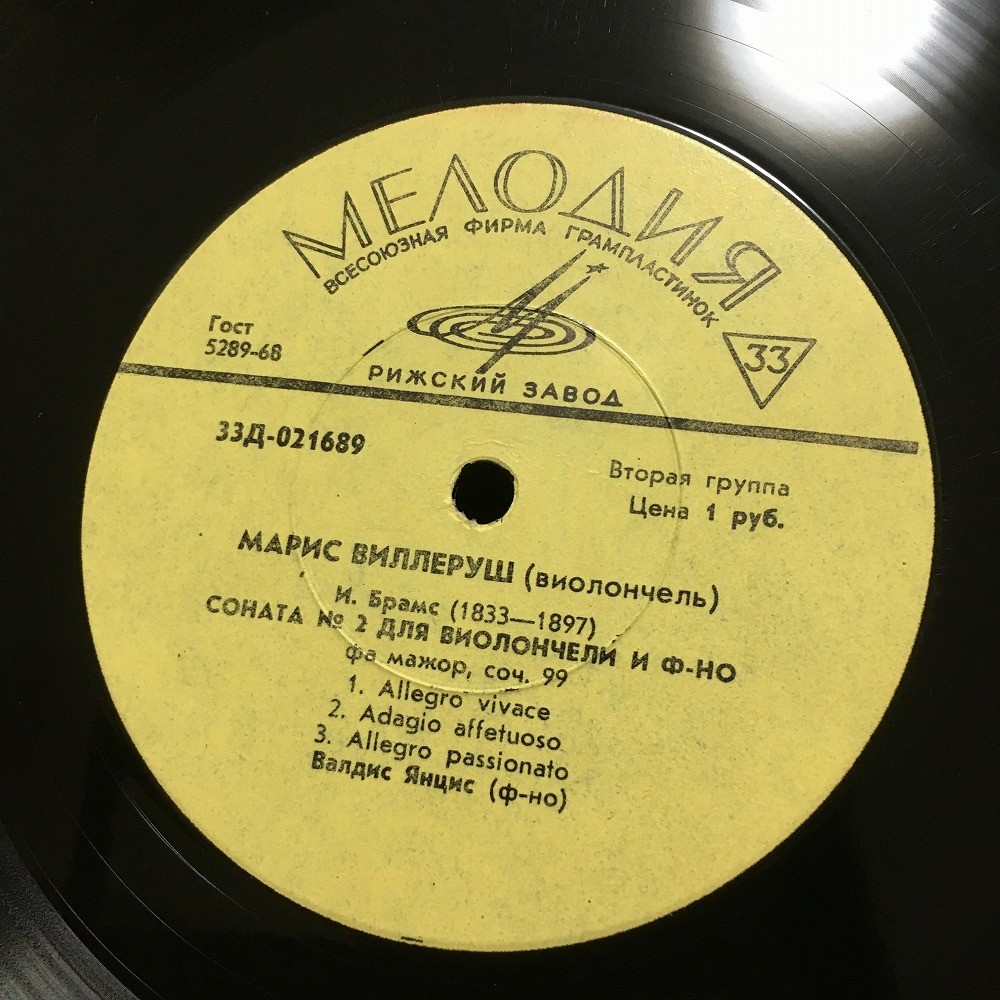 МЕЛОДИЯ
ВСЕСОЮЗНАЯ ФИРМА ГРАМПЛАСТИНОК
Гост
5289-68
33
РИЖСКИЙ ЗАВОД
33Д-021689
Вторая группа
Цена 1 руб.
МАРИС ВИЛЛЕРУШ (виолончель)
И. Брамс (1833—1897)
СОНАТА № 2 ДЛЯ ВИОЛОНЧЕЛИ И Ф-НО
фа мажор, соч. 99
1. Allegro vivace
2. Adagio affetuoso
3. Allegro passionato
Валдис Янцис (ф-но)